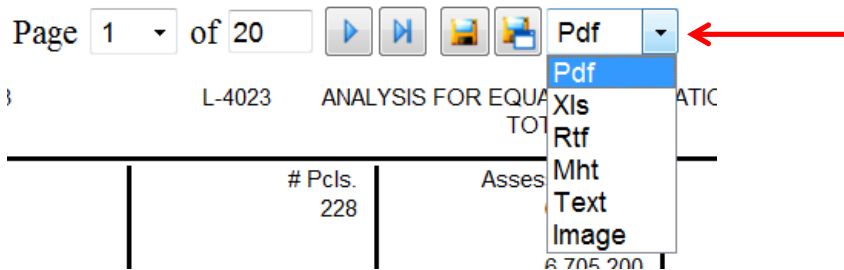 Page 1 of 20 Pdf
Pdf
L-4023 ANALYSIS FOR EQUA
Xls
Rtf
# Pcls. Asses
Mht
228
Text
Image
6,705,200